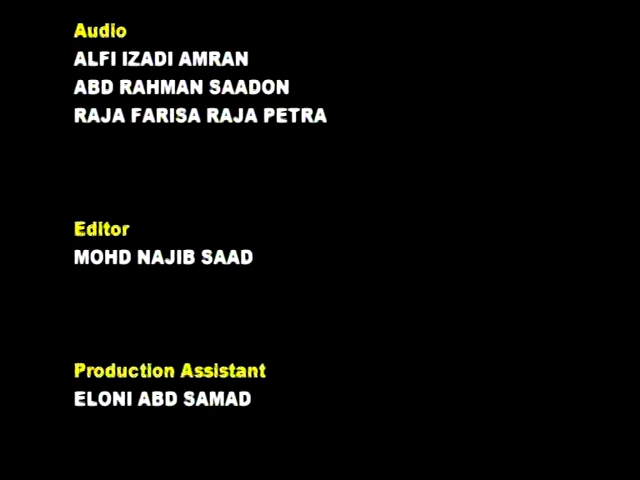 Audio
ALFI IZADI AMRAN
ABD RAHMAN SAADON
RAJA FARISA RAJA PETRA
Editor
MOHD NAJIB SAAD
Production Assistant
ELONI ABD SAMAD